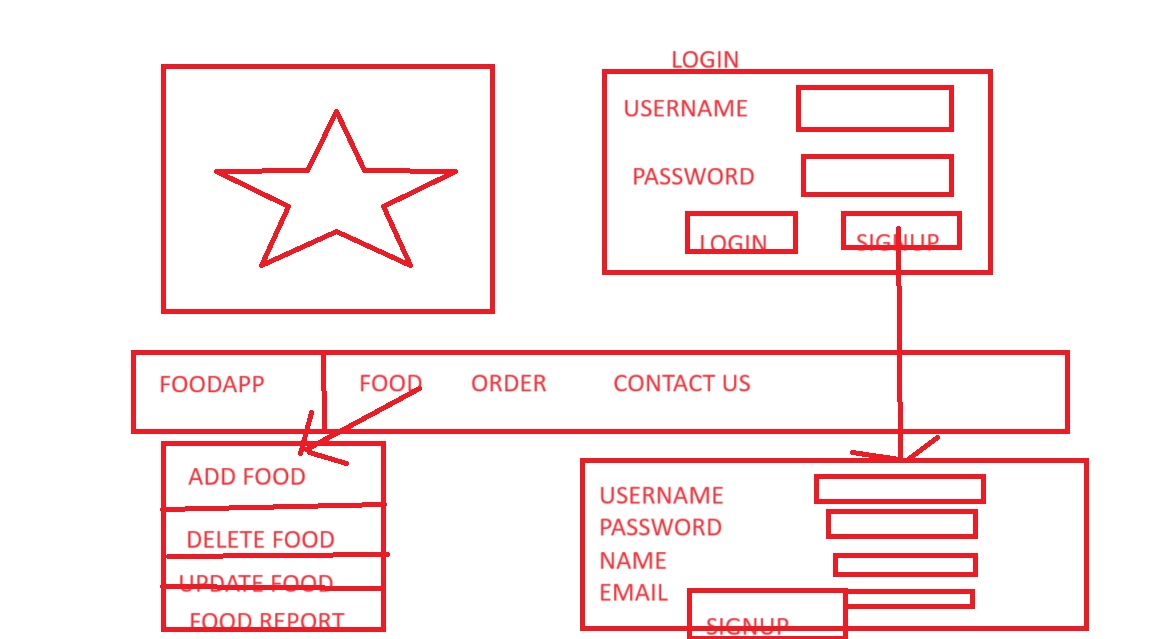 LOGIN
USERNAME
PASSWORD
LOGIN SIGNUP
FOODAPP FOOD ORDER CONTACT US
ADD FOOD
DELETE FOOD
UPDATE FOOD
FOOD REPORT
USERNAME
PASSWORD
NAME
EMAIL
SIGNUP